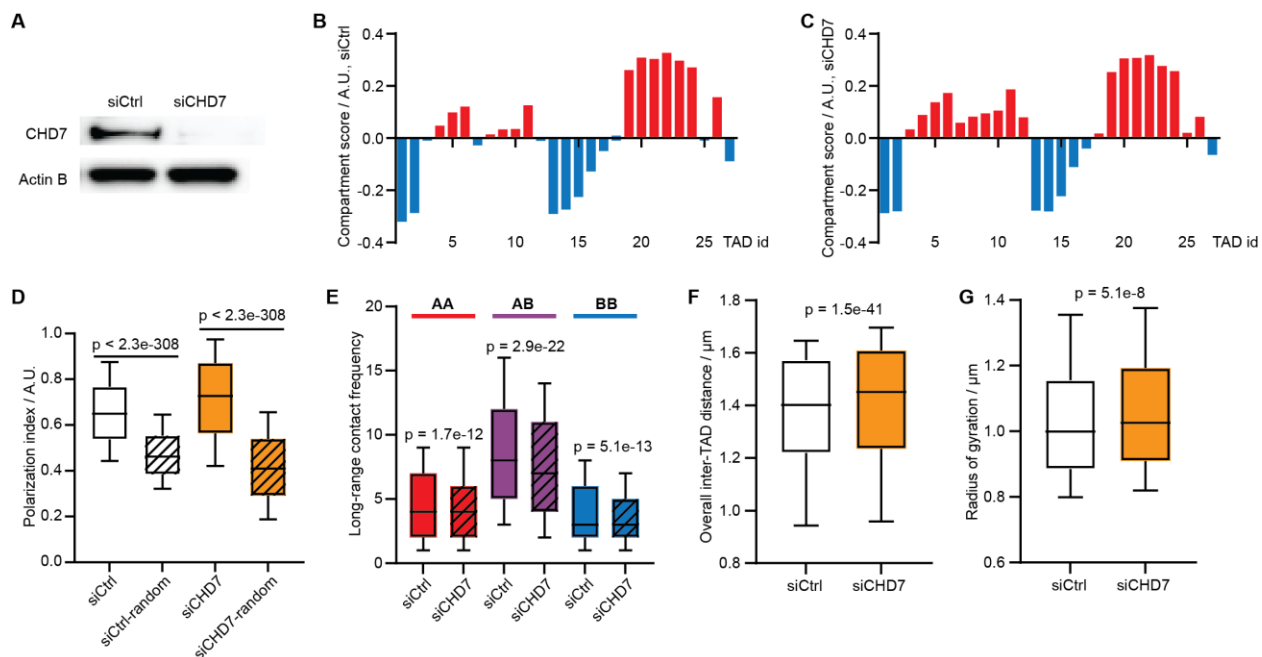 A
siCtrl siCHD7
CHD7
Actin B
B
Compartment score / A.U., siCtrl
0.4
0.2
0.0
-0.2
-0.4
5 10 15 20 25 TAD id
C
Compartment score / A.U., siCHD7
0.4
0.2
0.0
-0.2
-0.4
5 10 15 20 25 TAD id
D
Polarization index / A.U.
1.0
0.8
0.6
0.4
0.2
0.0
p < 2.3e-308
p < 2.3e-308
siCtrl
siCtrl-random
siCHD7
siCHD7-random
E
Long-range contact frequency
20
15
10
5
0
AA AB BB
p = 1.7e-12
p = 2.9e-22
p = 5.1e-13
siCtrl
siCHD7
siCtrl
siCHD7
siCtrl
siCHD7
F
Overall inter-TAD distance / µm
1.8
1.6
1.4
1.2
1.0
0.8
p = 1.5e-41
siCtrl siCHD7
G
Radius of gyration / µm
1.4
1.2
1.0
0.8
0.6
p = 5.1e-8
siCtrl siCHD7